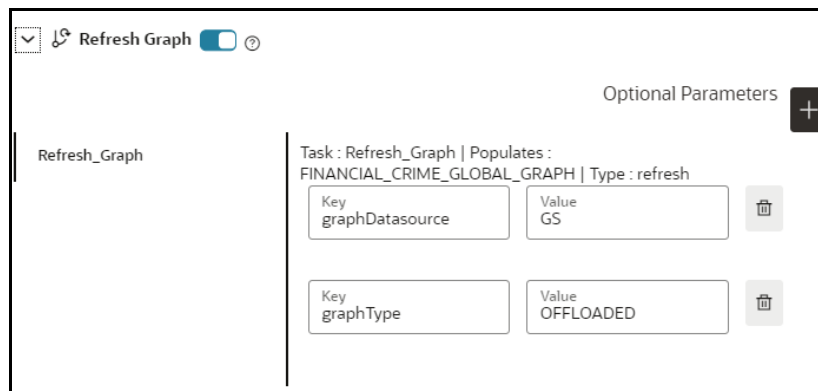 Refresh Graph
Optional Parameters
Refresh_Graph
Task : Refresh_Graph | Populates :
FINANCIAL_CRIME_GLOBAL_GRAPH | Type : refresh
Key
graphDatasource
Value
GS
Key
graphType
Value
OFFLOADED